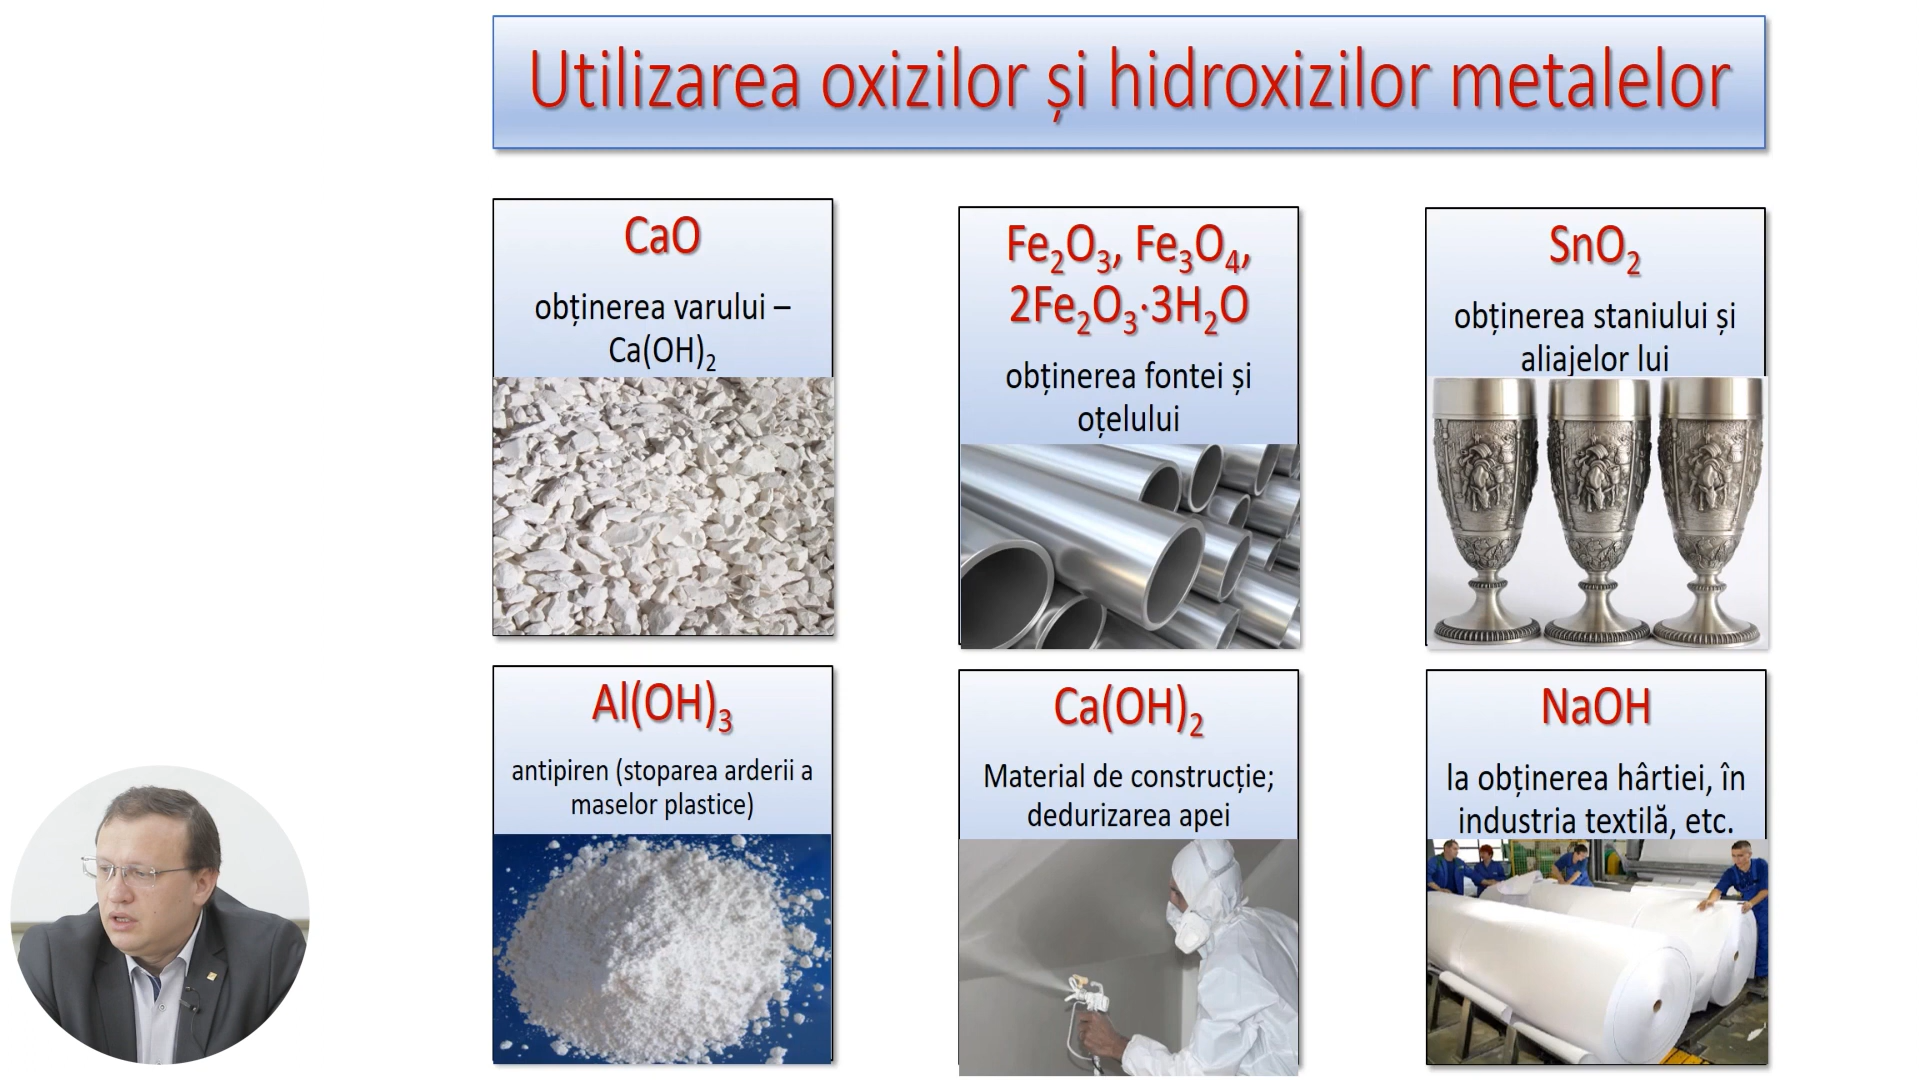 Utilizarea oxizilor și hidroxizilor metalelor
CaO
obținerea varului –
Ca(OH)₂
Fe₂O₃, Fe₃O₄,
2Fe₂O₃·3H₂O
obținerea fontei și
oțelului
SnO₂
obținerea staniului și
aliajelor lui
Al(OH)₃
antipiren (stoparea arderii a
maselor plastice)
Ca(OH)₂
Material de construcție;
dedurizarea apei
NaOH
la obținerea hârtiei, în
industria textilă, etc.